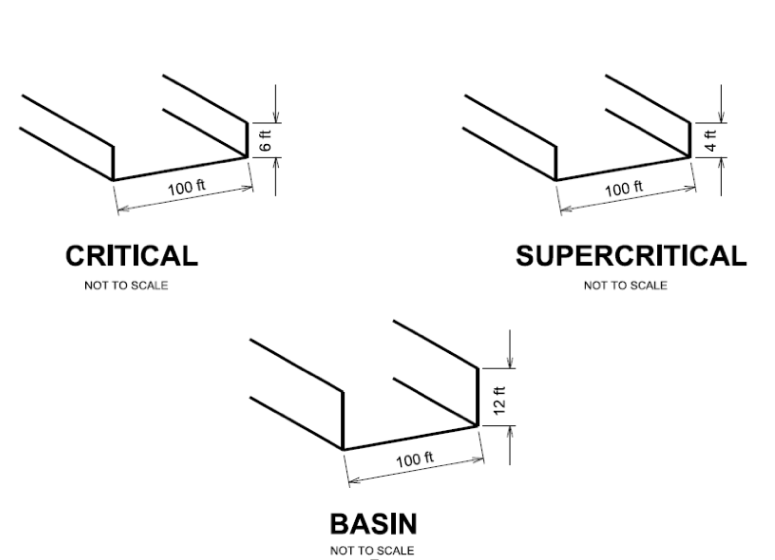 6 ft
100 ft
CRITICAL
NOT TO SCALE
4 ft
100 ft
SUPERCRITICAL
NOT TO SCALE
12 ft
100 ft
BASIN
NOT TO SCALE